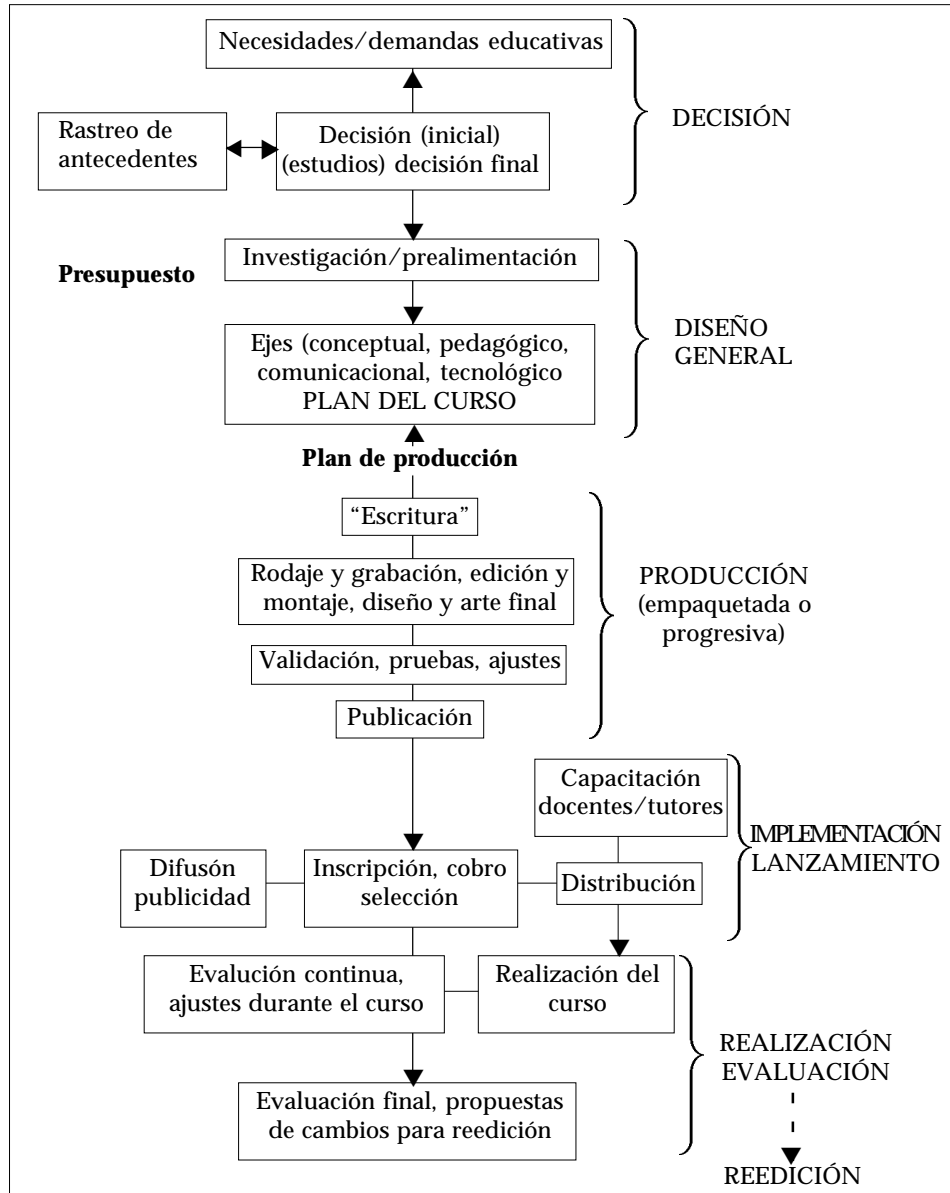 Necesidades/demandas educativas
DECISIÓN
Rastreo de
antecedentes
Decisión (inicial)
(estudios) decisión final
Investigación/prealimentación
Presupuesto
Ejes (conceptual, pedagógico,
comunicacional, tecnológico
PLAN DEL CURSO
DISEÑO
GENERAL
Plan de producción
“Escritura”
Rodaje y grabación, edición y
montaje, diseño y arte final
Validación, pruebas, ajustes
Publicación
PRODUCCIÓN
(empaquetada o
progresiva)
Capacitación
docentes/tutores
IMPLEMENTACIÓN
LANZAMIENTO
Difusón
publicidad
Inscripción, cobro
selección
Distribución
Evalución continua,
ajustes durante el curso
Realización del
curso
REALIZACIÓN
EVALUACIÓN
Evaluación final, propuestas
de cambios para reedición
REEDICIÓN